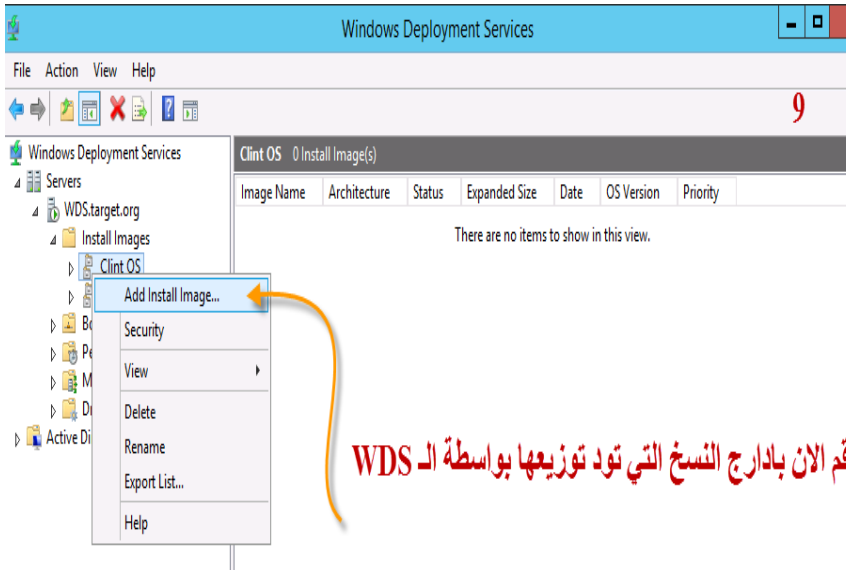 Windows Deployment Services
File Action View Help
9
Windows Deployment Services
Servers
WDS.target.org
Install Images
Clint OS
Clint OS 0 Install Image(s)
Image Name Architecture Status Expanded Size Date OS Version Priority
There are no items to show in this view.
Add Install Image...
Security
View
Delete
Rename
Export List...
Help
Bo
Pe
M
Dr
Active Di
قم الان بادارج النسخ التي تود توزيعها بواسطة الـ WDS